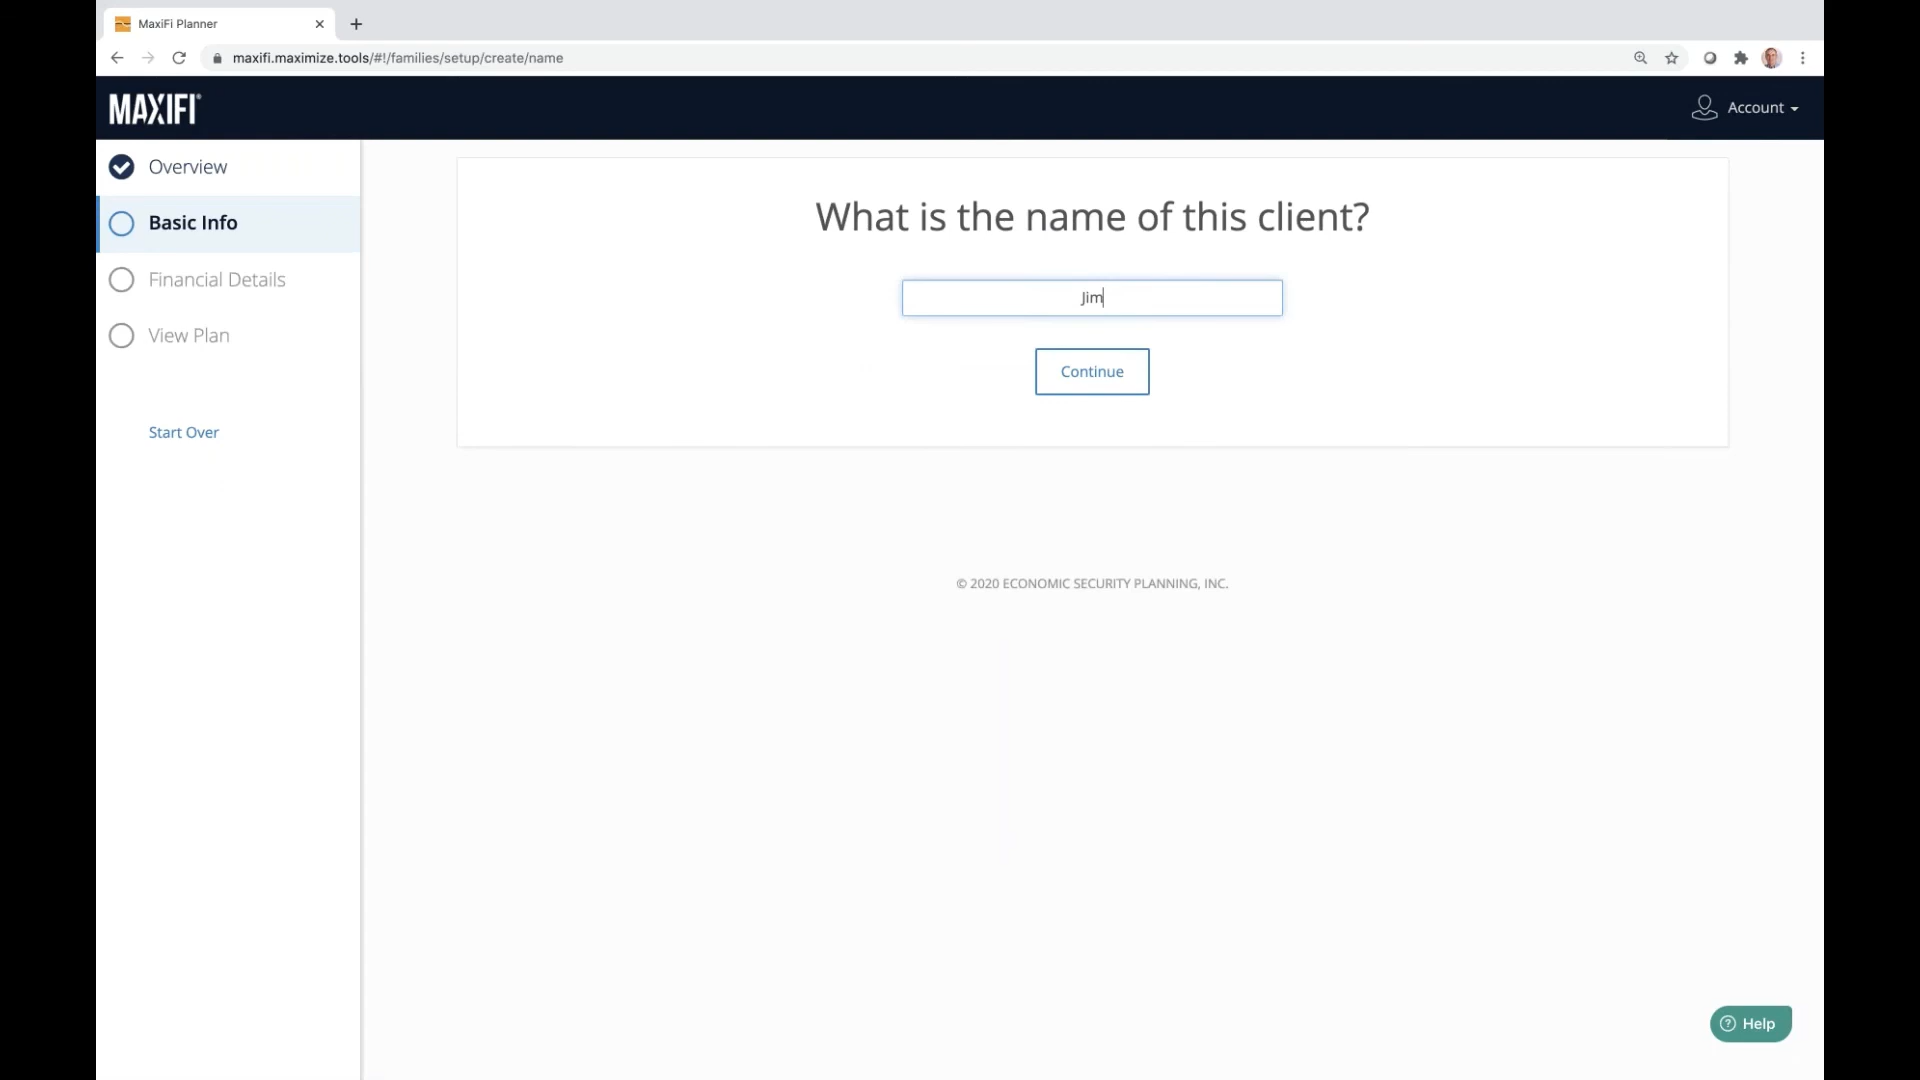 MaxiFi Planner
maxifi.maximize.tools/#!/families/setup/create/name
MAXIFI®
Account
Overview
Basic Info
Financial Details
View Plan
Start Over
What is the name of this client?
Jim
Continue
© 2020 ECONOMIC SECURITY PLANNING, INC.
Help